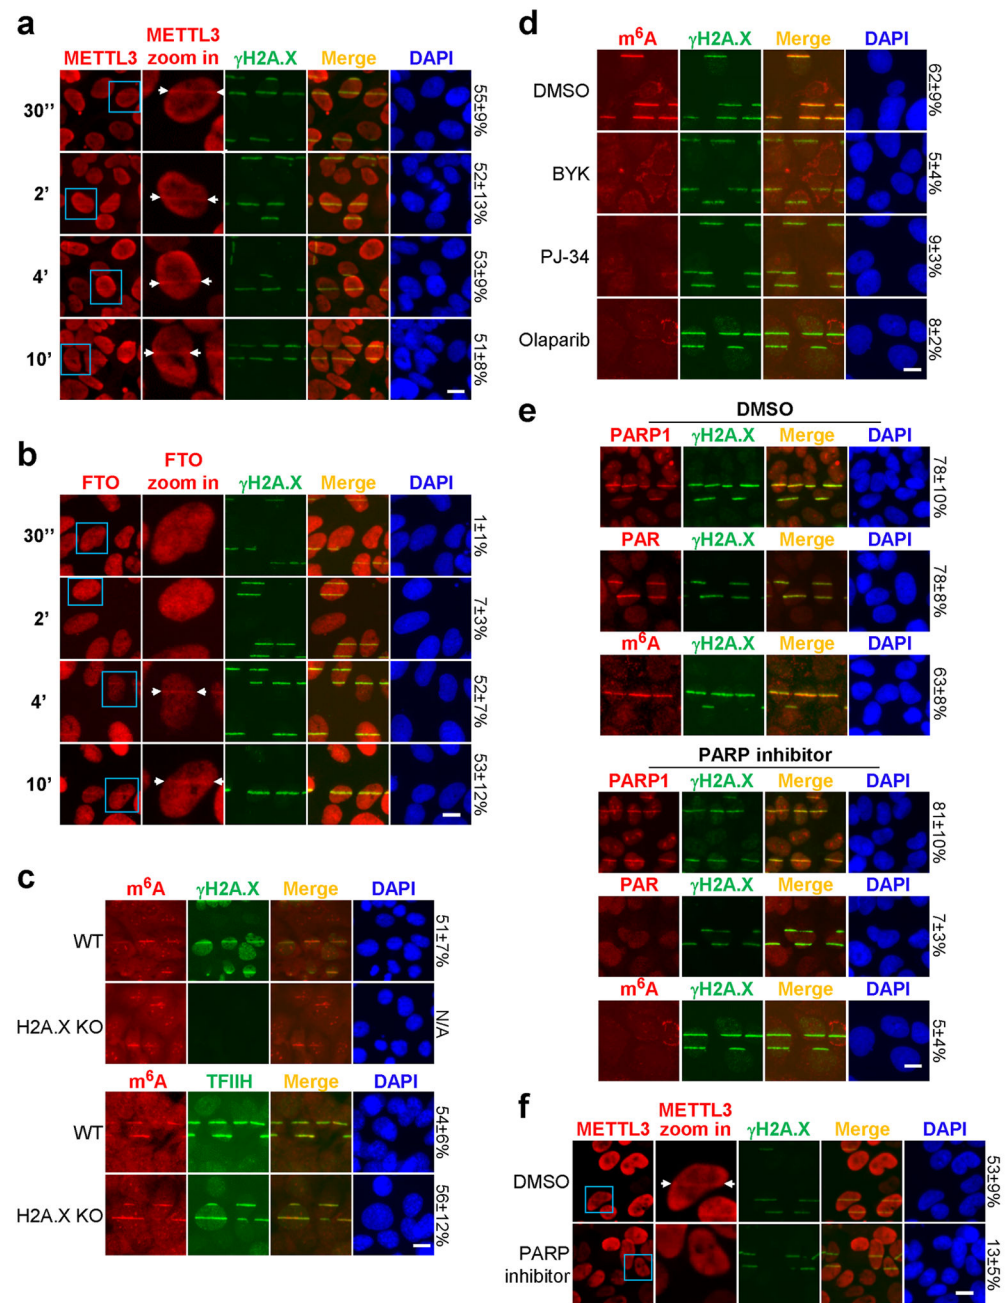 a
METTL3
METTL3 zoom in
γH2A.X
Merge
DAPI
30''
55±9%
2'
52±13%
4'
53±9%
10'
51±8%
b
FTO
FTO zoom in
γH2A.X
Merge
DAPI
30''
1±1%
2'
7±3%
4'
52±7%
10'
53±12%
c
m⁶A
γH2A.X
Merge
DAPI
WT
51±7%
H2A.X KO
N/A
m⁶A
TFIIH
Merge
DAPI
WT
54±6%
H2A.X KO
56±12%
d
m⁶A
γH2A.X
Merge
DAPI
DMSO
62±9%
BYK
5±4%
PJ-34
9±3%
Olaparib
8±2%
e
DMSO
PARP1
γH2A.X
Merge
DAPI
78±10%
PAR
γH2A.X
Merge
DAPI
78±8%
m⁶A
γH2A.X
Merge
DAPI
63±8%
PARP inhibitor
PARP1
γH2A.X
Merge
DAPI
81±10%
PAR
γH2A.X
Merge
DAPI
7±3%
m⁶A
γH2A.X
Merge
DAPI
5±4%
f
METTL3
METTL3 zoom in
γH2A.X
Merge
DAPI
DMSO
53±9%
PARP
inhibitor
13±5%